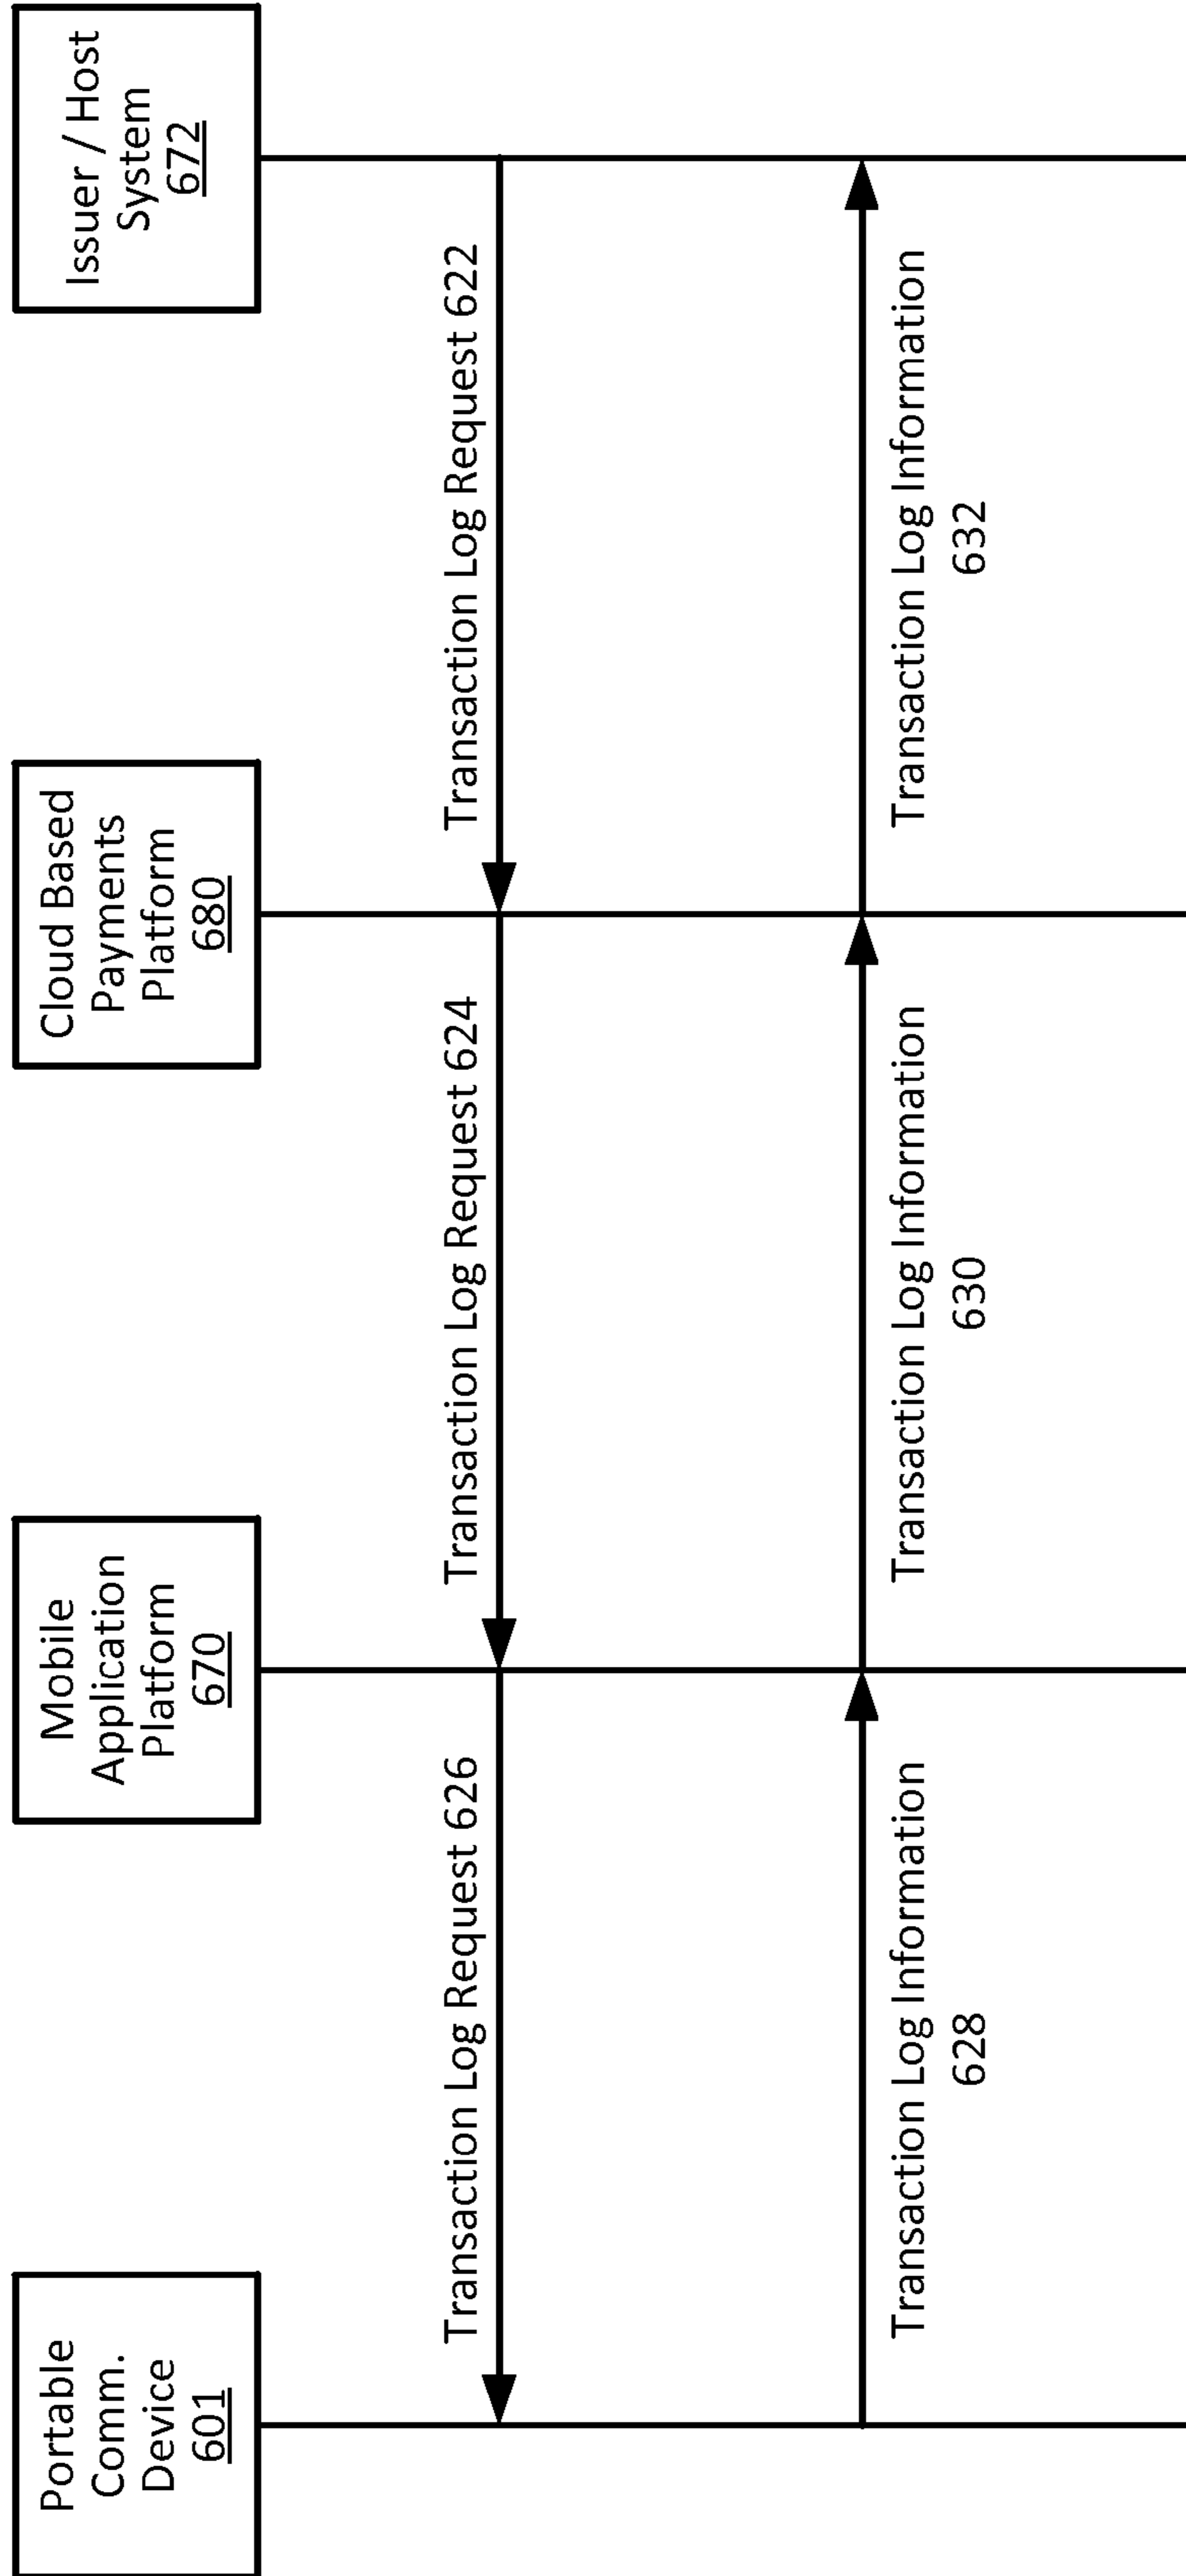 Portable
Comm.
Device
601
Mobile
Application
Platform
670
Cloud Based
Payments
Platform
680
Issuer / Host
System
672
Transaction Log Request 626
Transaction Log Request 624
Transaction Log Request 622
Transaction Log Information
628
Transaction Log Information
630
Transaction Log Information
632